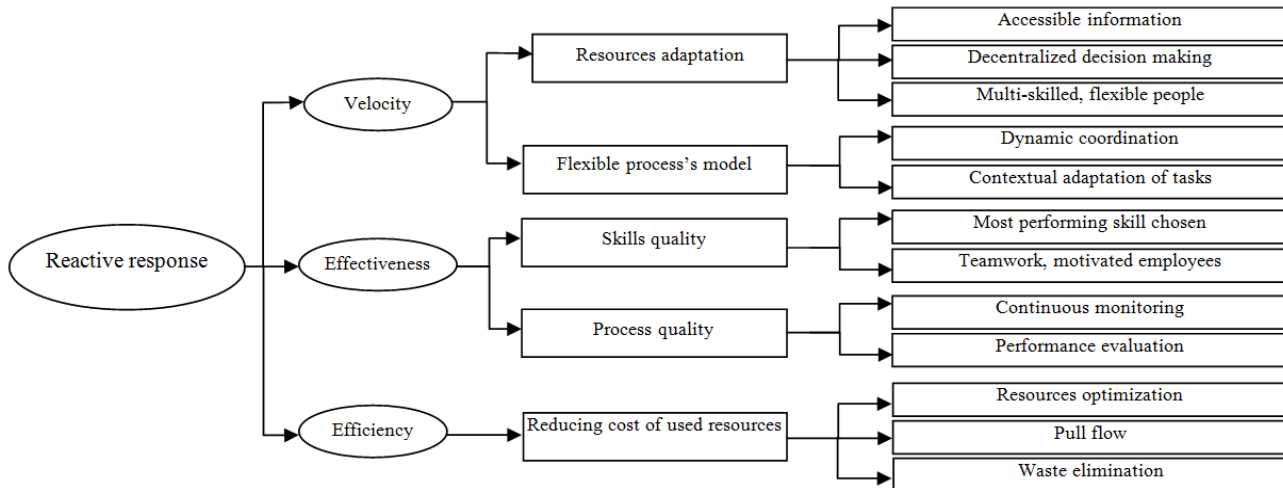 Reactive response
Velocity
Effectiveness
Efficiency
Resources adaptation
Flexible process's model
Skills quality
Process quality
Reducing cost of used resources
Accessible information
Decentralized decision making
Multi-skilled, flexible people
Dynamic coordination
Contextual adaptation of tasks
Most performing skill chosen
Teamwork, motivated employees
Continuous monitoring
Performance evaluation
Resources optimization
Pull flow
Waste elimination